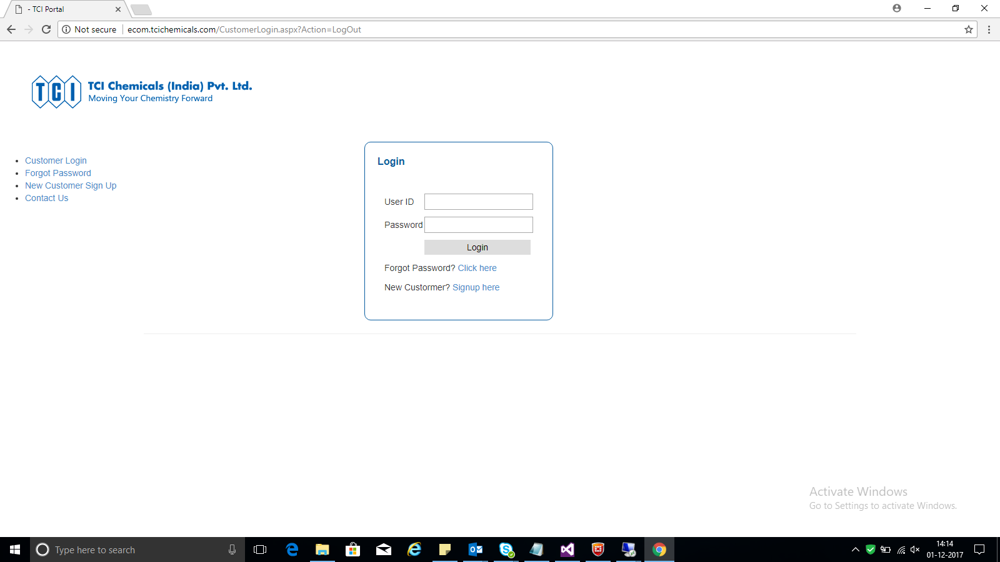 - TCI Portal
Not secure ecom.tcichemicals.com/CustomerLogin.aspx?Action=LogOut
TCI TCI Chemicals (India) Pvt. Ltd.
Moving Your Chemistry Forward
Customer Login
Forgot Password
New Customer Sign Up
Contact Us
Login
User ID
Password
Login
Forgot Password? Click here
New Custormer? Signup here
Activate Windows
Go to Settings to activate Windows.
Type here to search
14:14
01-12-2017